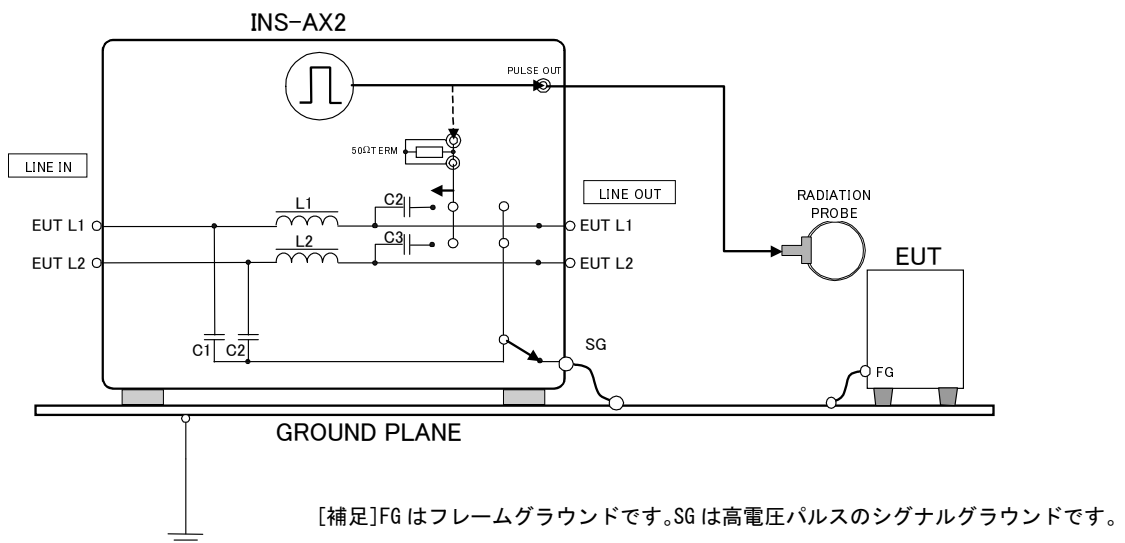 INS-AX2
PULSE OUT
50ΩTERM
LINE IN
LINE OUT
RADIATION
PROBE
L1
C2
EUT L1
EUT L1
L2
C3
EUT L2
EUT L2
EUT
C1
C2
SG
FG
GROUND PLANE
[補足]FG はフレームグラウンドです。SG は高電圧パルスのシグナルグラウンドです。